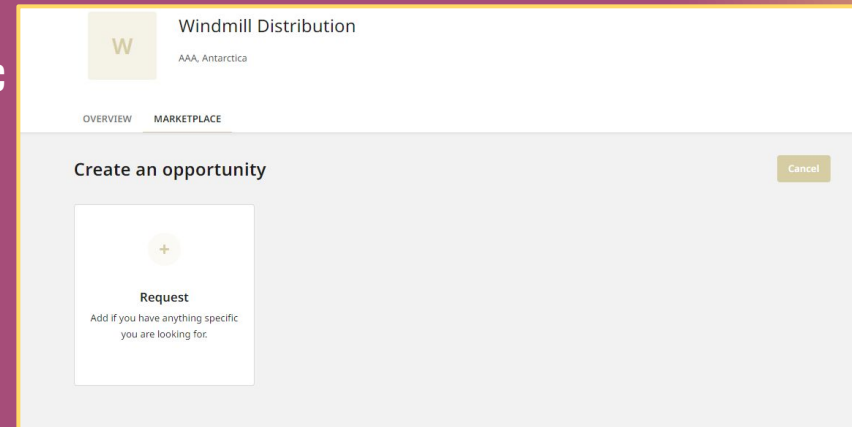 Windmill Distribution
W
AAA, Antarctica
OVERVIEW MARKETPLACE
Create an opportunity
Cancel
+
Request
Add if you have anything specific
you are looking for.